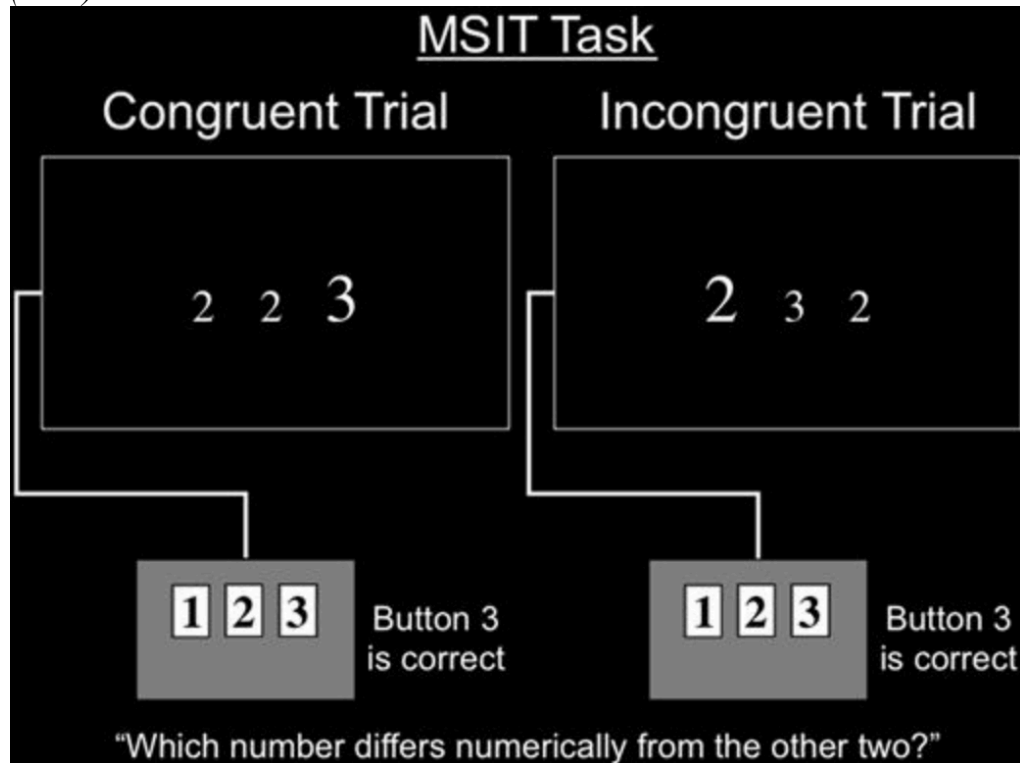 MSIT Task
Congruent Trial
Incongruent Trial
2 2 3
2 3 2
1 2 3
Button 3
is correct
1 2 3
Button 3
is correct
“Which number differs numerically from the other two?”